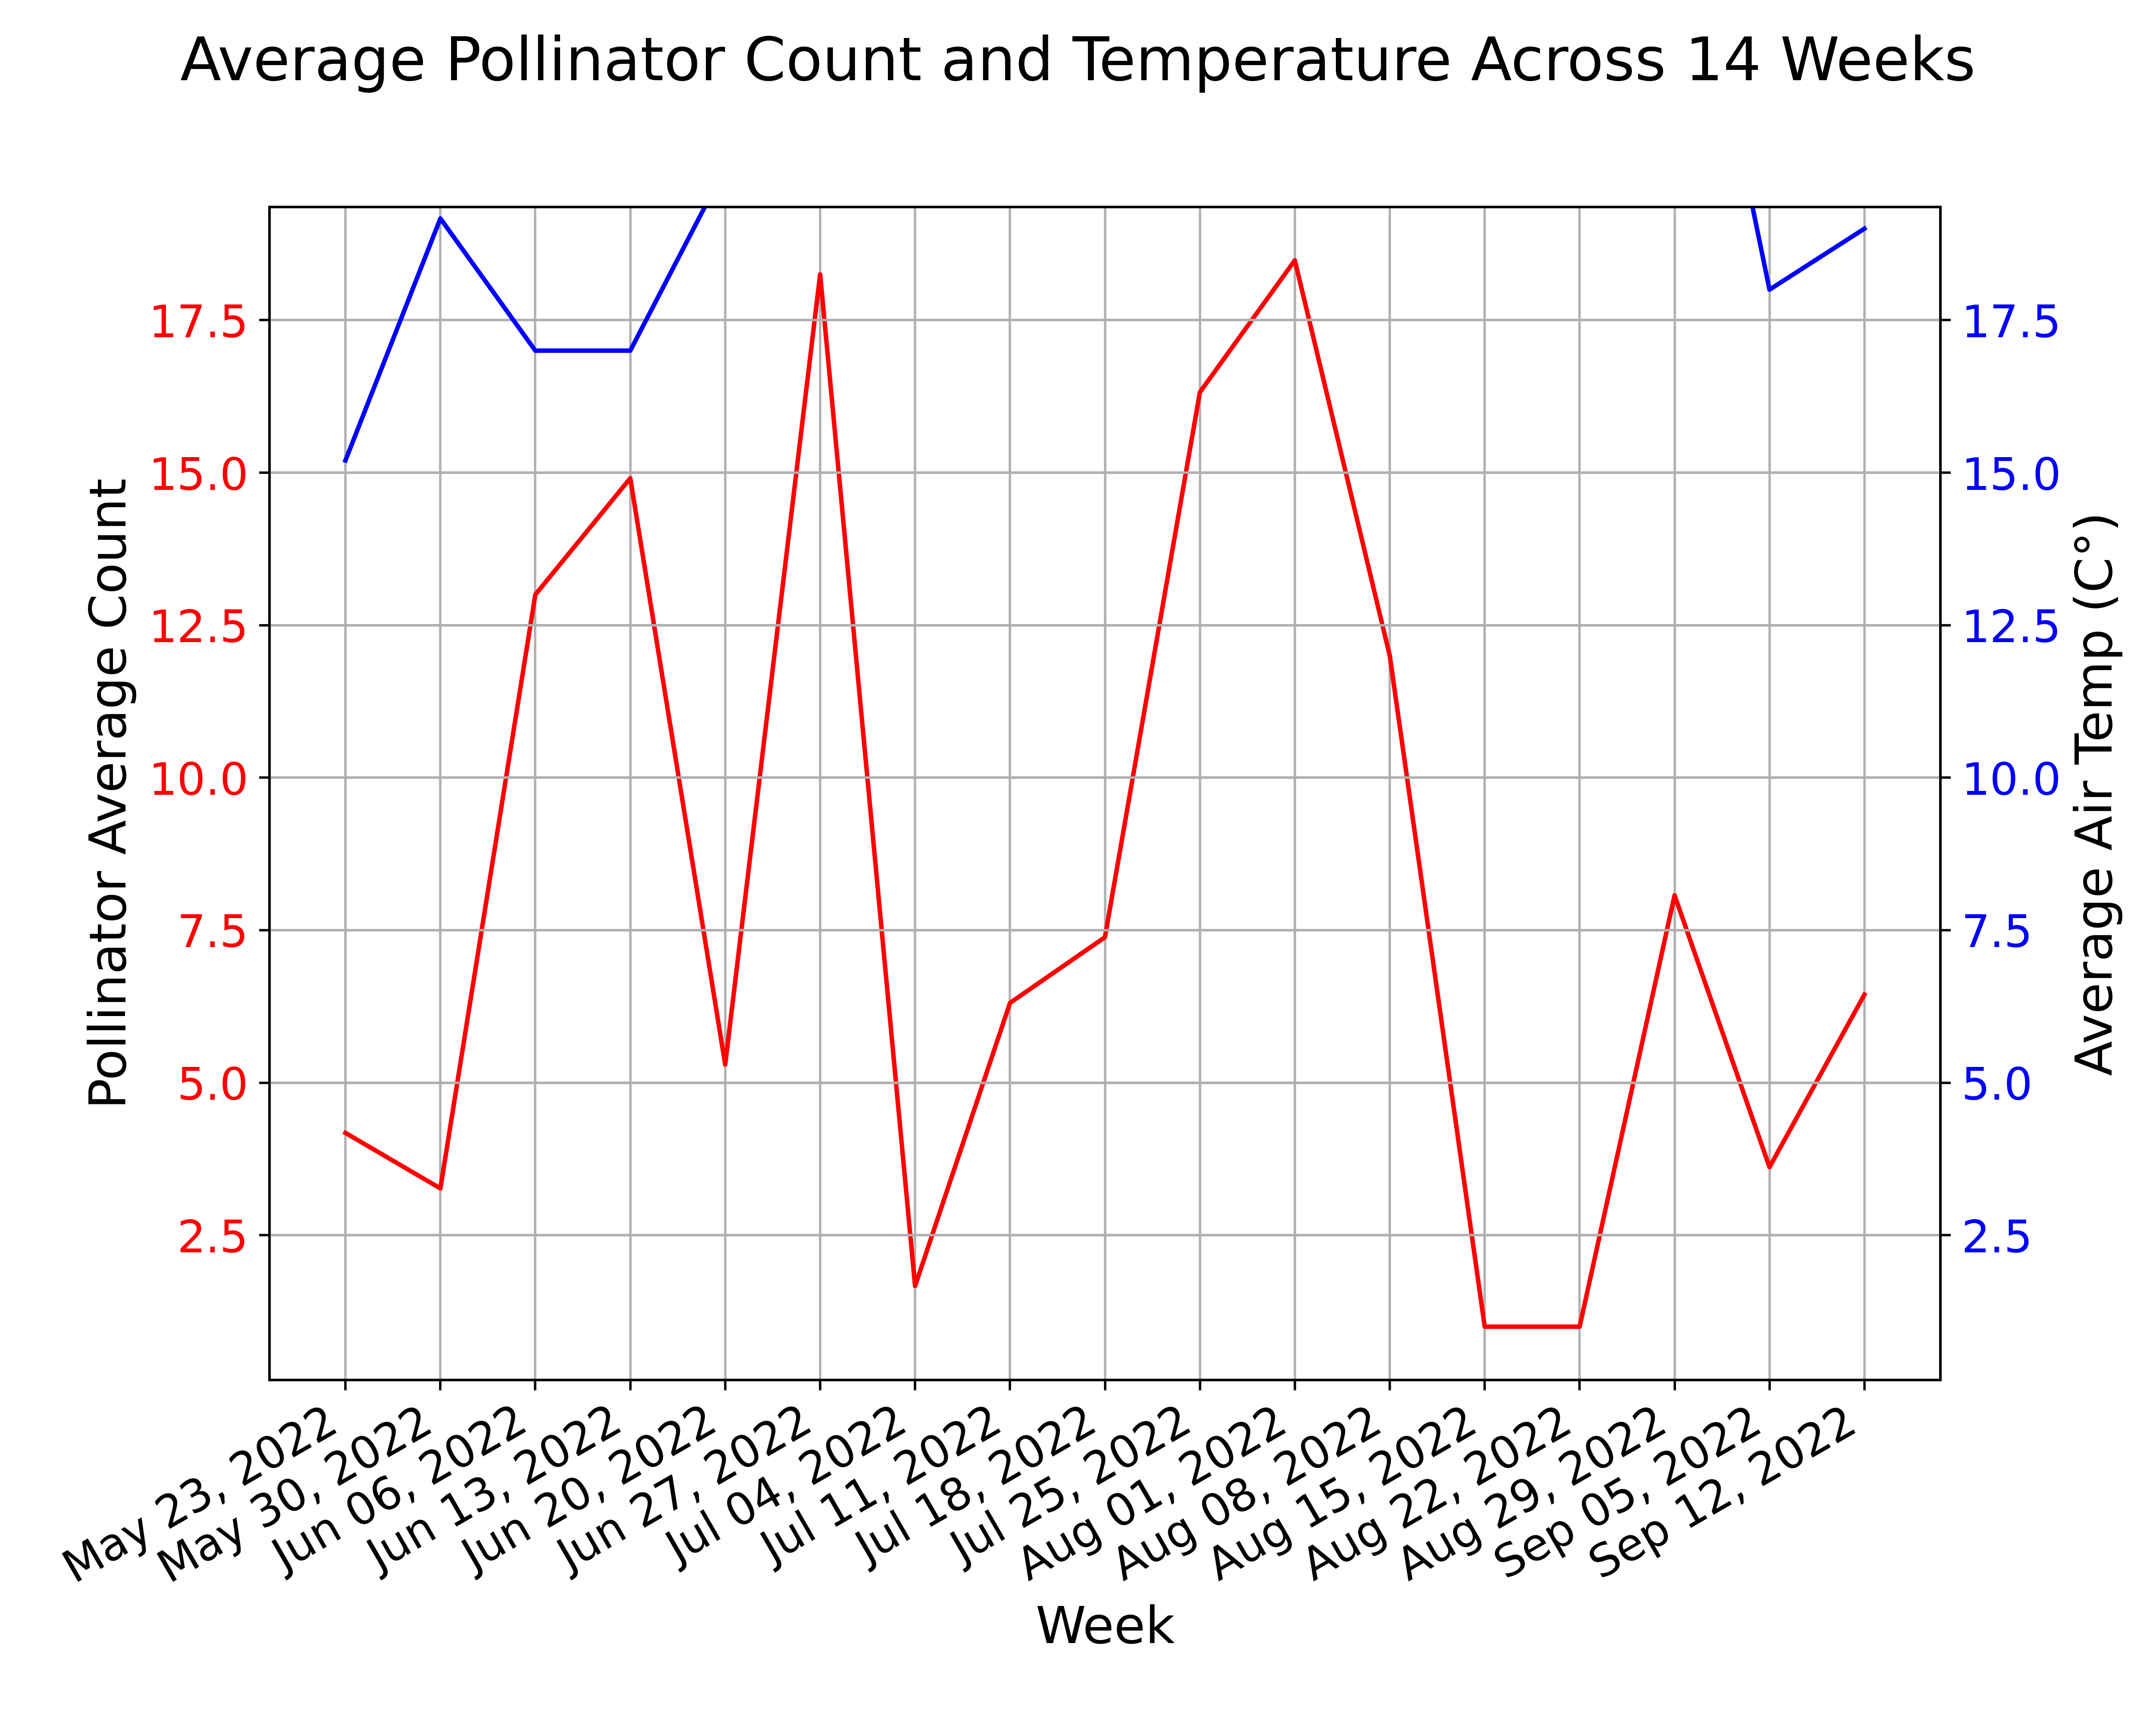 Average Pollinator Count and Temperature Across 14 Weeks
Pollinator Average Count
17.5
15.0
12.5
10.0
7.5
5.0
2.5
17.5
15.0
12.5
10.0
7.5
5.0
2.5
Average Air Temp (C°)
May 23, 2022
May 30, 2022
Jun 06, 2022
Jun 13, 2022
Jun 20, 2022
Jun 27, 2022
Jul 04, 2022
Jul 11, 2022
Jul 18, 2022
Jul 25, 2022
Aug 01, 2022
Aug 08, 2022
Aug 15, 2022
Aug 22, 2022
Aug 29, 2022
Sep 05, 2022
Sep 12, 2022
Week